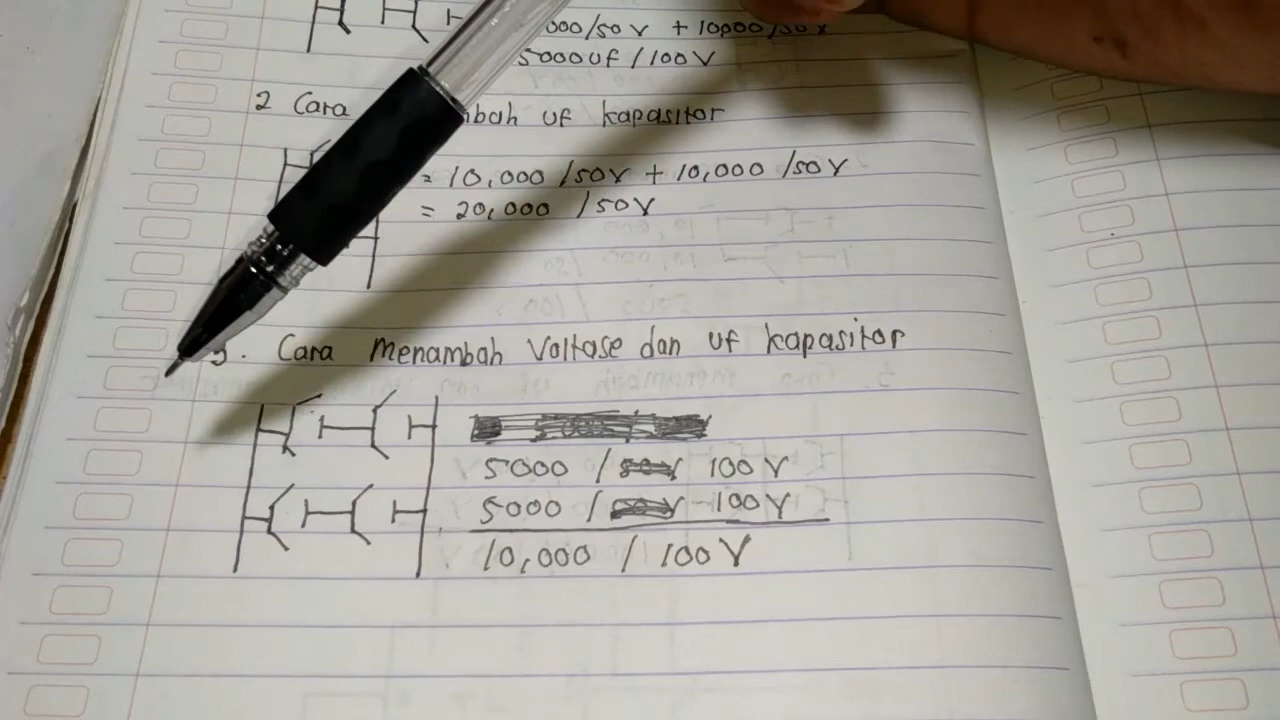 000/50V + 10000/50V
5000uf / 100V
2 Cara mbah uf kapasitor
= 10,000 /50V + 10,000 /50V
= 20,000 /50V
3. Cara Menambah Voltase dan uf kapasitor
5000 / 100V
5000 / 100V
10,000 / 100V